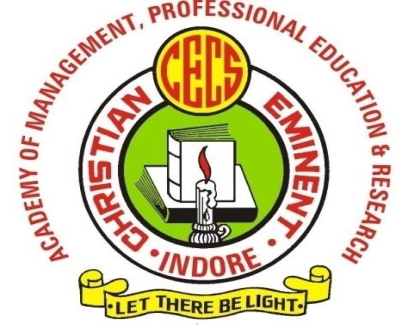 ACADEMY OF MANAGEMENT, PROFESSIONAL EDUCATION & RESEARCH
CECS
CHRISTIAN EMINENT
• INDORE •
•LET THERE BE LIGHT•